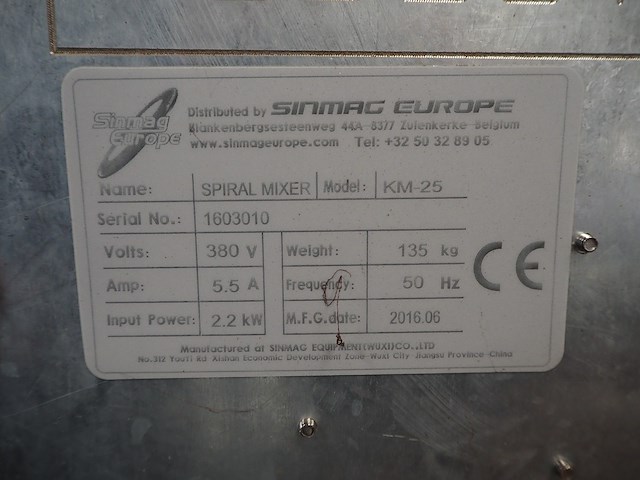 Sinmag Europe
Distributed by SINMAG EUROPE
Blankenbergsesteenweg 44A 8377 Zuienkerke Belgium
www.sinmageurope.com Tel: +32 50 32 89 05
Name: SPIRAL MIXER Model: KM-25
Serial No.: 1603010
Volts: 380 V Weight: 135 kg
Amp: 5.5 A Frequency: 50 Hz
Input Power: 2.2 kW M.F.G.date: 2016.06
CE
Manufactured at SINMAG EQUIPMENT(WUXI)CO.,LTD
No.312 Youyi Rd Xishan Economic Development Zone-Wuxi City Jiangsu Province-China